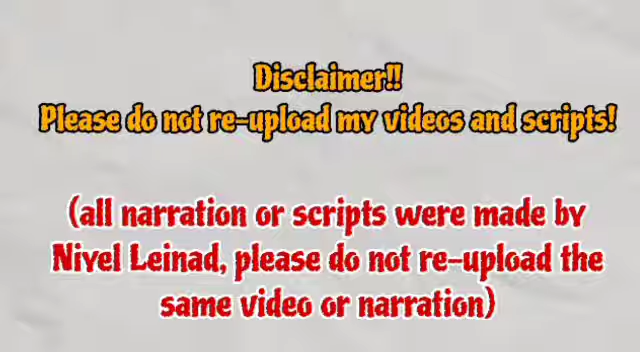 Disclaimer!!
Please do not re-upload my videos and scripts!
(all narration or scripts were made by
Niyel Leinad, please do not re-upload the
same video or narration)